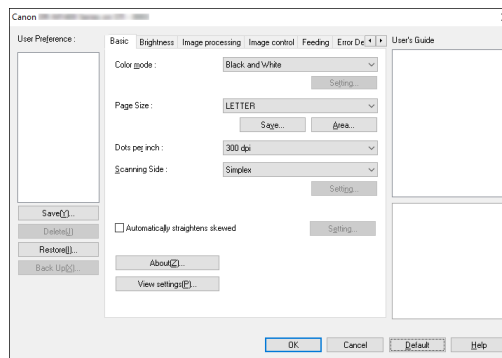 Canon
User Preference :
Basic Brightness Image processing Image control Feeding Error De
User's Guide
Color mode : Black and White
Setting...
Page Size : LETTER
Save... Area...
Dots per inch : 300 dpi
Scanning Side : Simplex
Setting...
Automatically straightens skewed Setting...
Save(Y)...
Delete(J)
Restore(I)...
Back Up(X)...
About(Z)...
View settings(P)...
OK Cancel Default Help